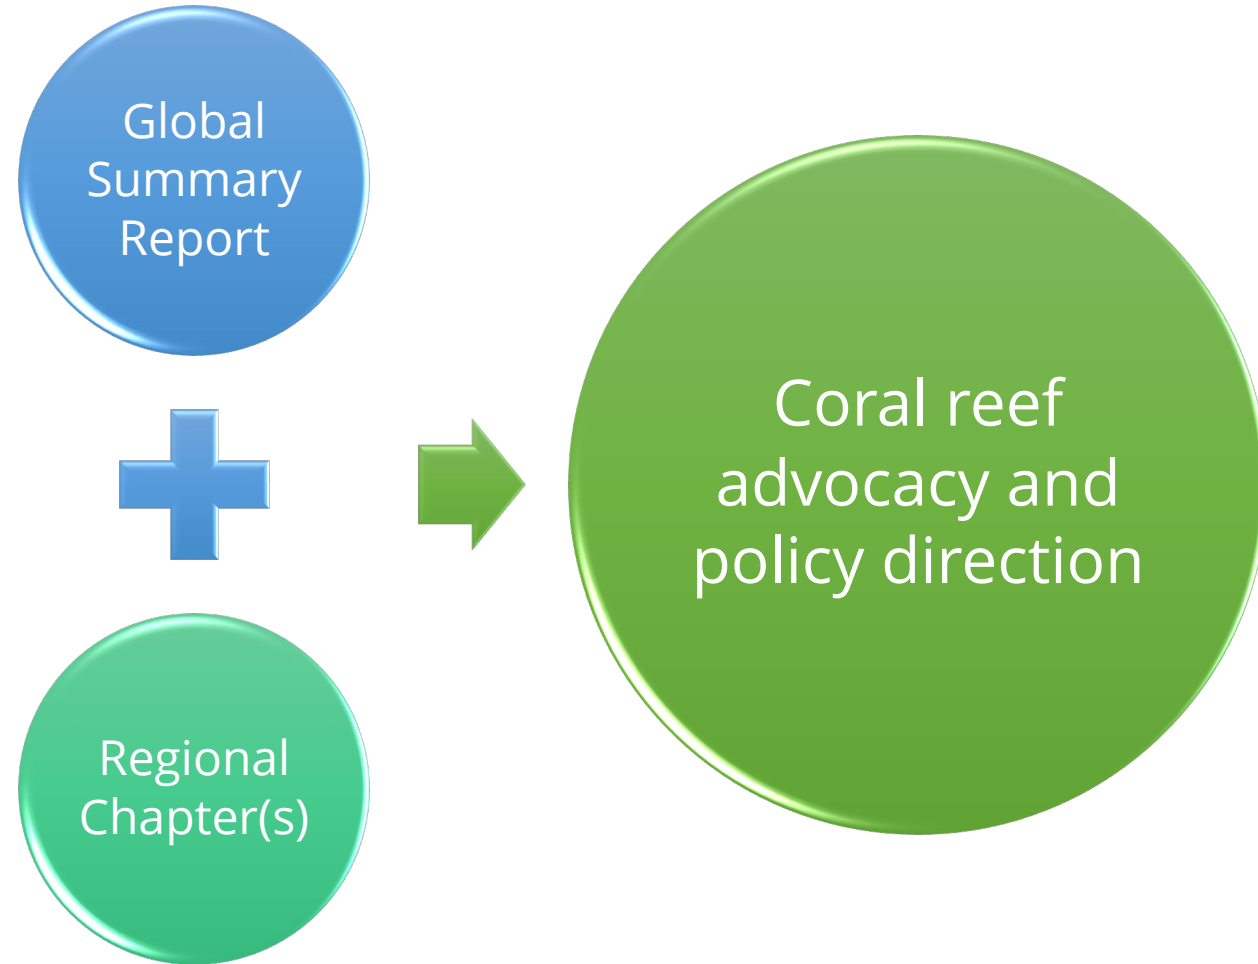 Global
Summary
Report
Regional
Chapter(s)
Coral reef
advocacy and
policy direction